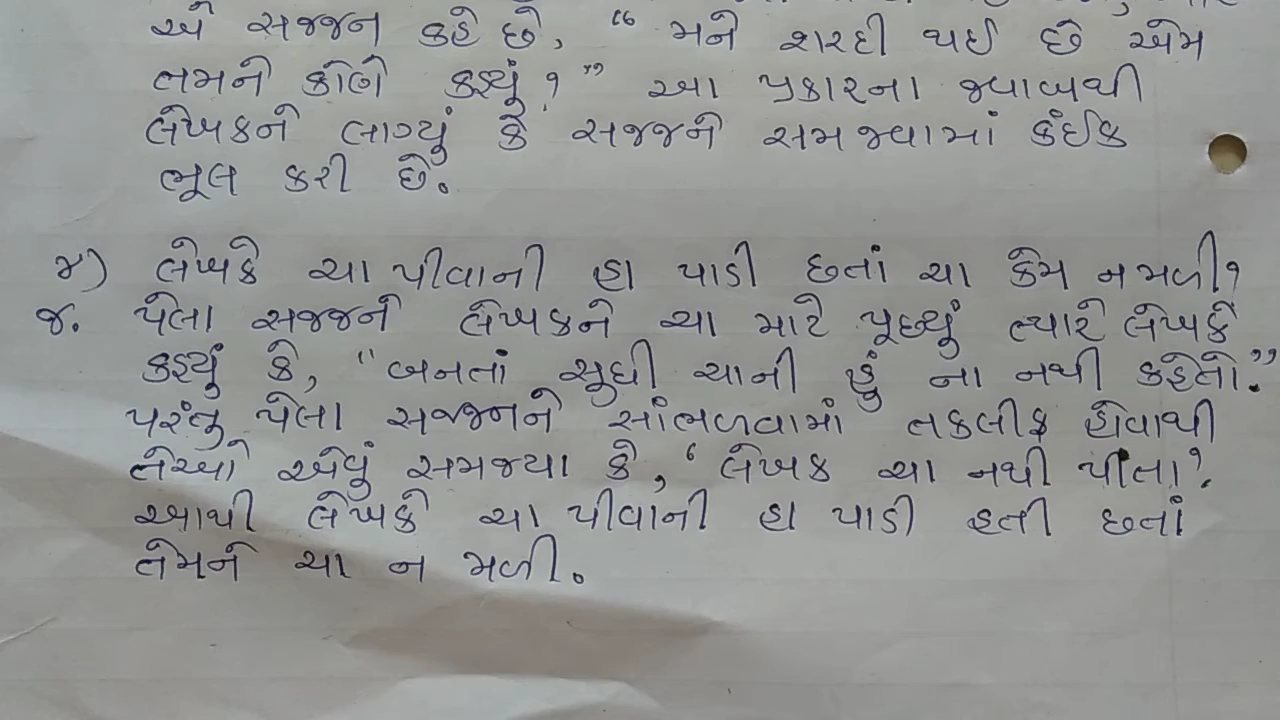 એ સજ્જન કહે છે, “ મને શરદી થઈ છે એમ
તમને કોણે કહ્યું ? ” આ પ્રકારના જવાબથી
લેખકને લાગ્યું કે સજ્જને સમજવામાં કંઈક
ભૂલ કરી છે.
૪) લેખકે ચા પીવાની હા પાડી છતાં ચા કેમ ન મળી ?
જ. પેલા સજ્જને લેખકને ચા માટે પૂછ્યું ત્યારે લેખકે
કહ્યું કે, “ બનતાં સુધી ચાની હું ના નથી કહેતો.”
પરંતુ પેલા સજ્જનને સાંભળવામાં તકલીફ હોવાથી
તેઓ એવું સમજ્યા કે, ‘ લેખક ચા નથી પીતા ’.
આથી લેખકે ચા પીવાની હા પાડી હતી છતાં
તેમને ચા ન મળી.